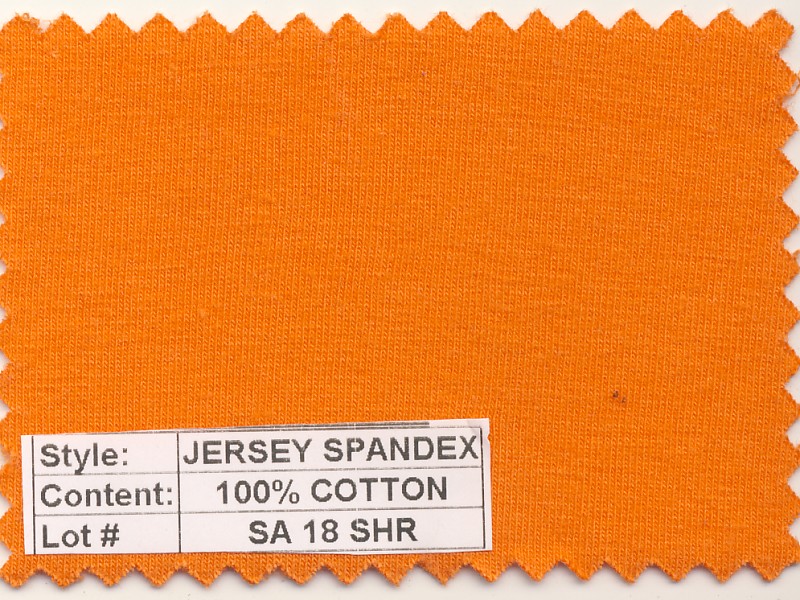 Style: JERSEY SPANDEX
Content: 100% COTTON
Lot # SA 18 SHR